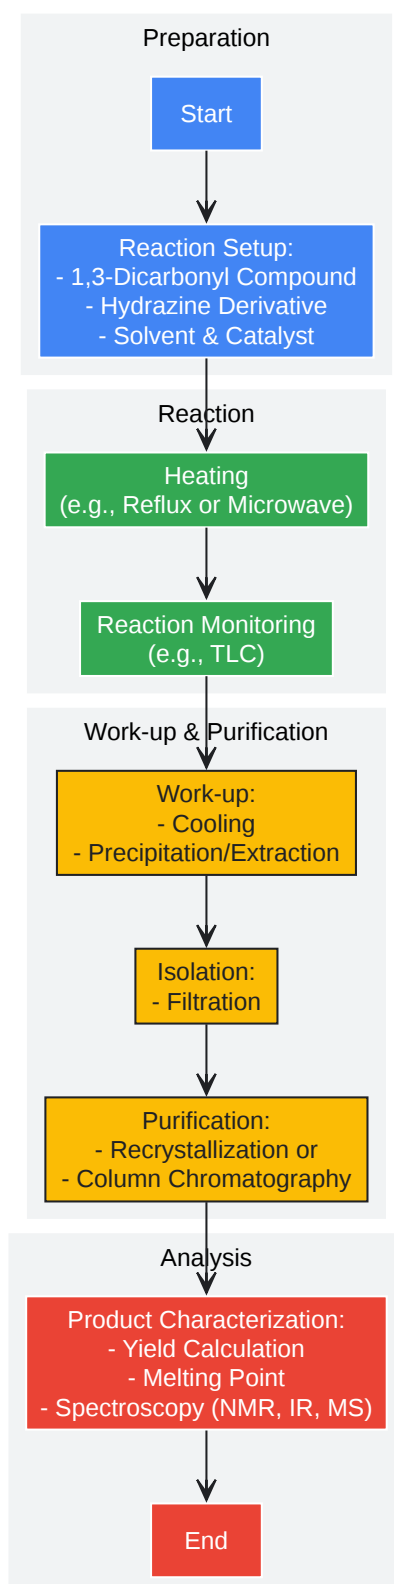 Preparation
Start
Reaction Setup:
- 1,3-Dicarbonyl Compound
- Hydrazine Derivative
- Solvent & Catalyst
Reaction
Heating
(e.g., Reflux or Microwave)
Reaction Monitoring
(e.g., TLC)
Work-up & Purification
Work-up:
- Cooling
- Precipitation/Extraction
Isolation:
- Filtration
Purification:
- Recrystallization or
- Column Chromatography
Analysis
Product Characterization:
- Yield Calculation
- Melting Point
- Spectroscopy (NMR, IR, MS)
End